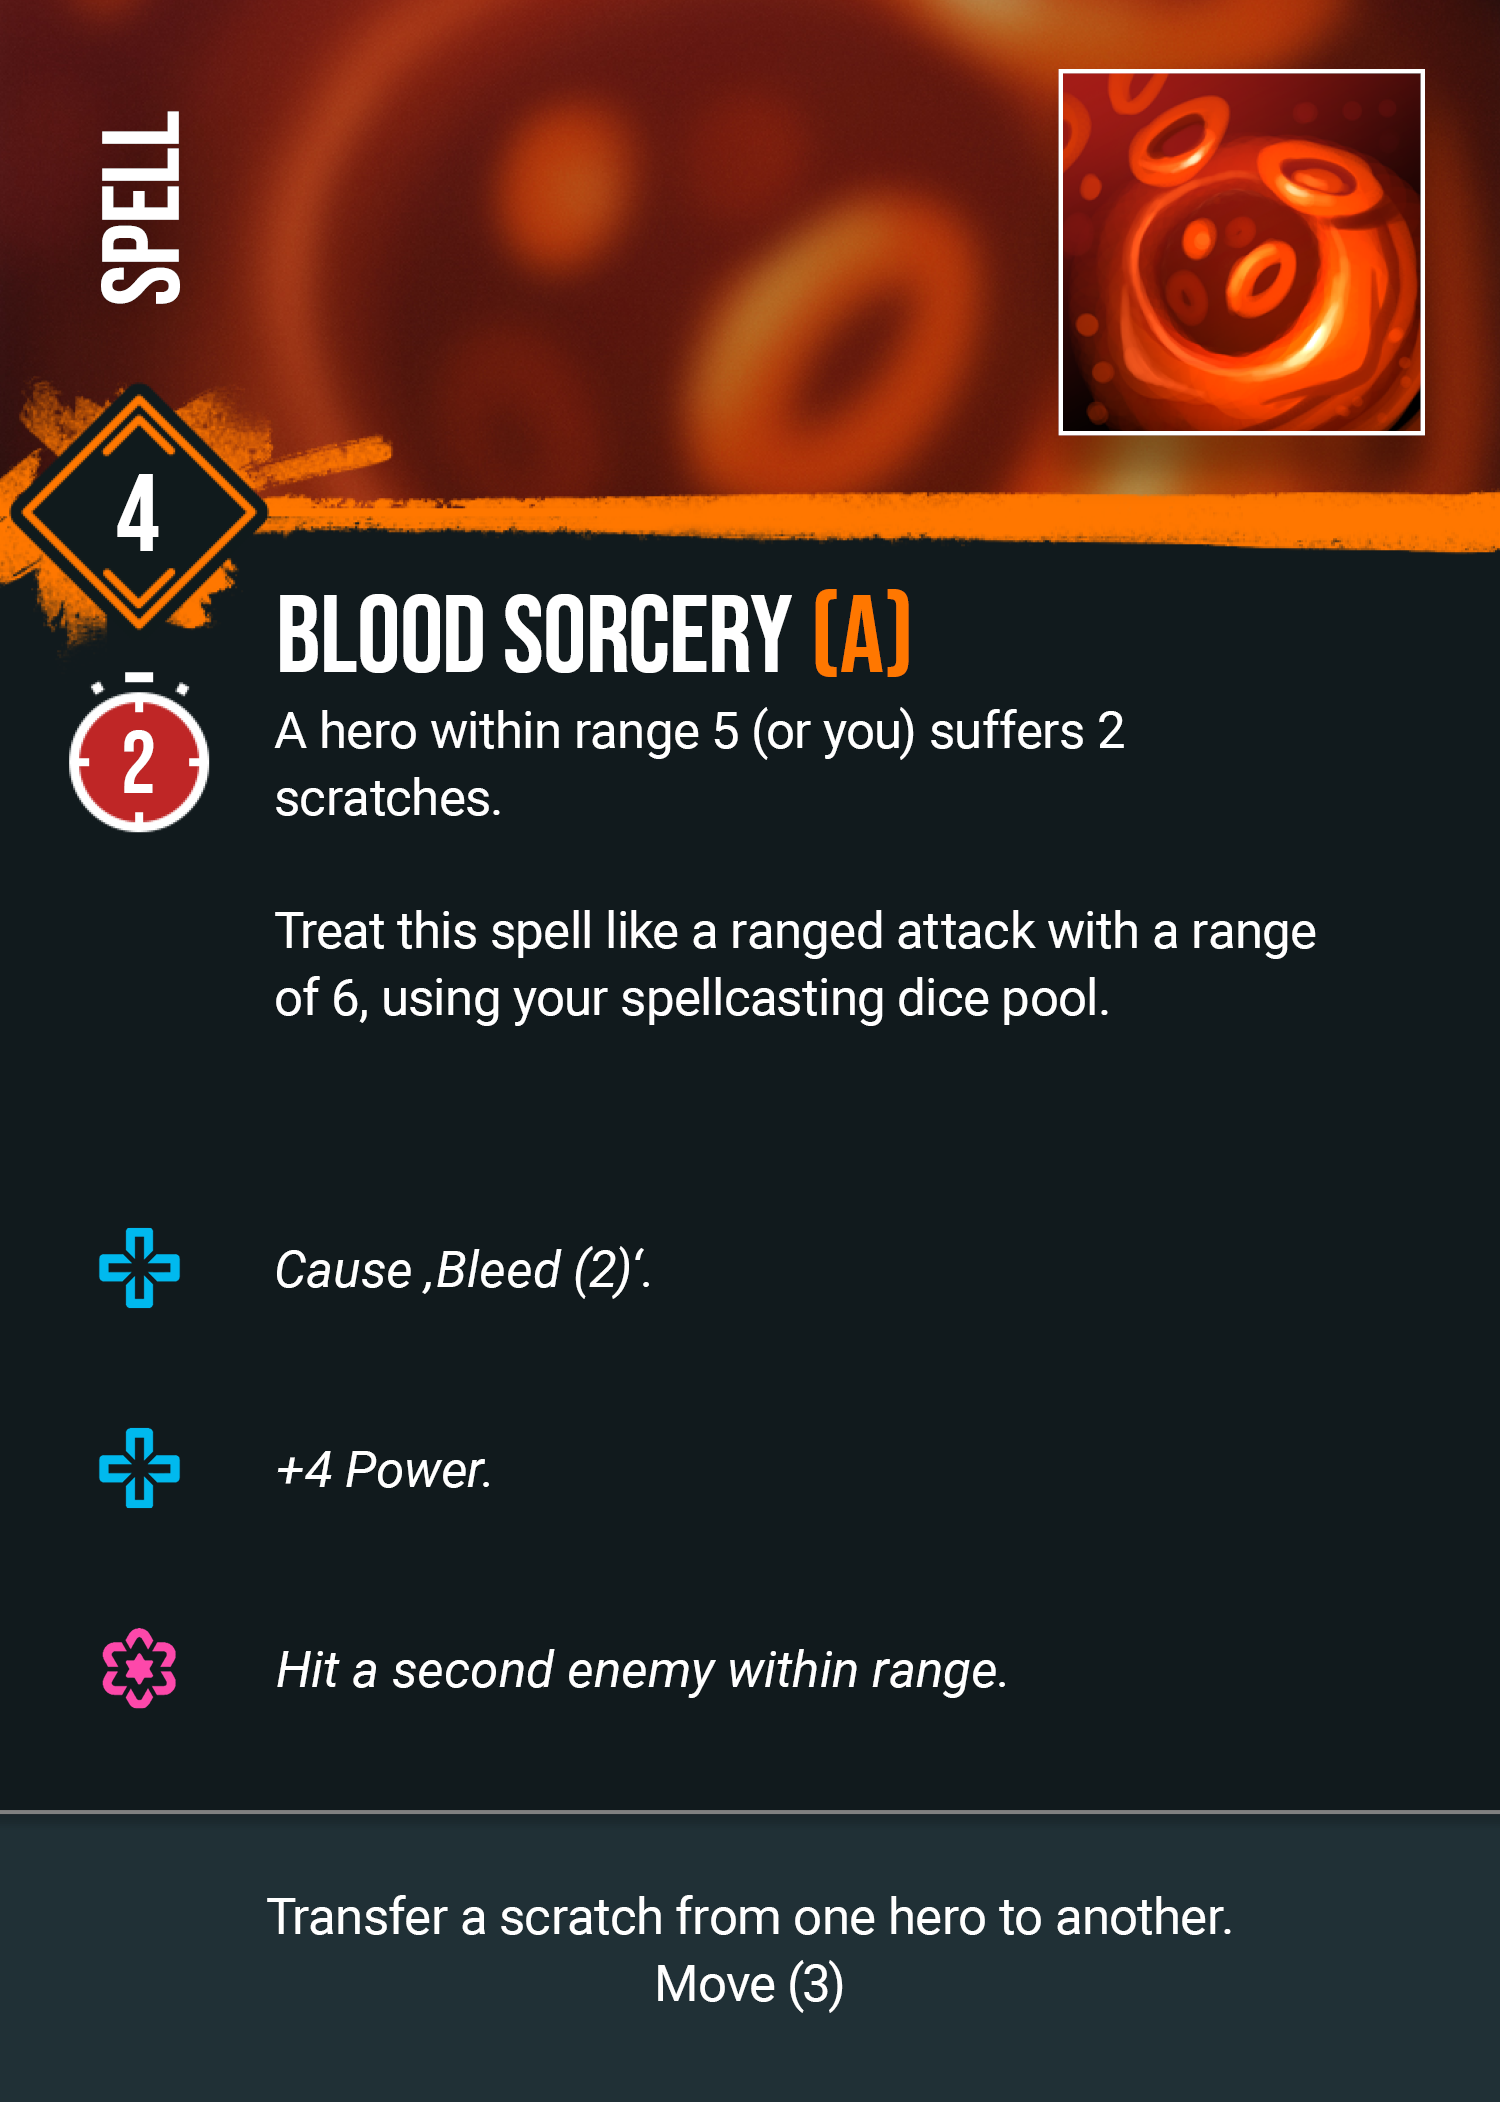 SPELL
4
BLOOD SORCERY (A)
2
A hero within range 5 (or you) suffers 2
scratches.
Treat this spell like a ranged attack with a range
of 6, using your spellcasting dice pool.
Cause ‚Bleed (2)‘.
+4 Power.
Hit a second enemy within range.
Transfer a scratch from one hero to another.
Move (3)